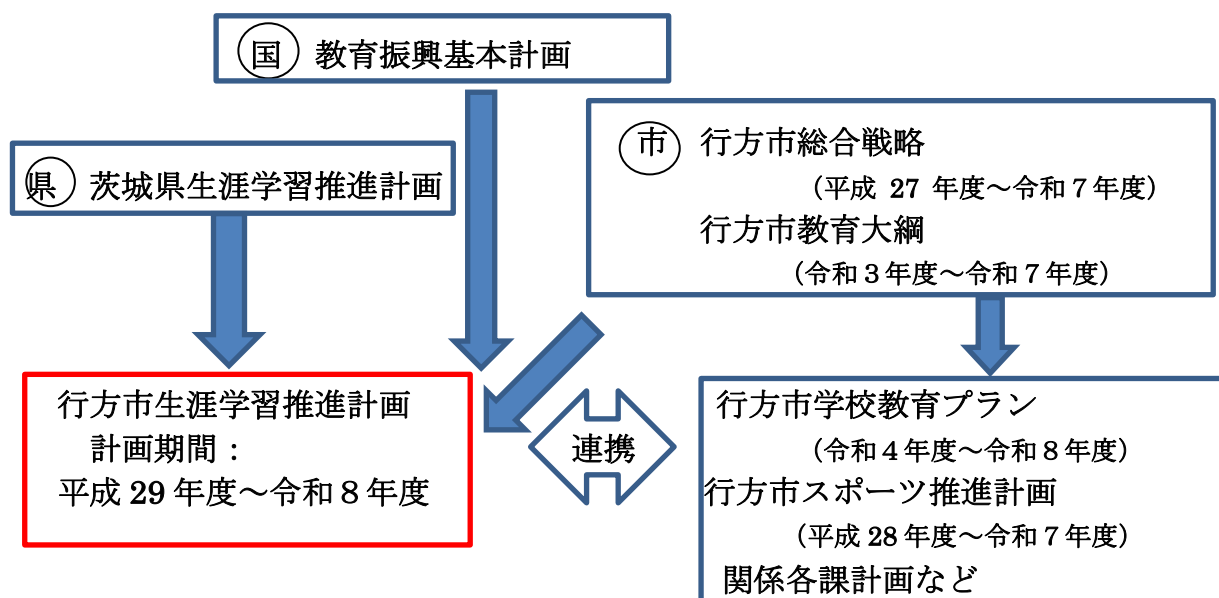 国 教育振興基本計画
県 茨城県生涯学習推進計画
市 行方市総合戦略
（平成 27 年度～令和７年度）
行方市教育大綱
（令和３年度～令和７年度）
行方市生涯学習推進計画
計画期間：
平成 29 年度～令和８年度
連携
行方市学校教育プラン
（令和４年度～令和８年度）
行方市スポーツ推進計画
（平成 28 年度～令和７年度）
関係各課計画など